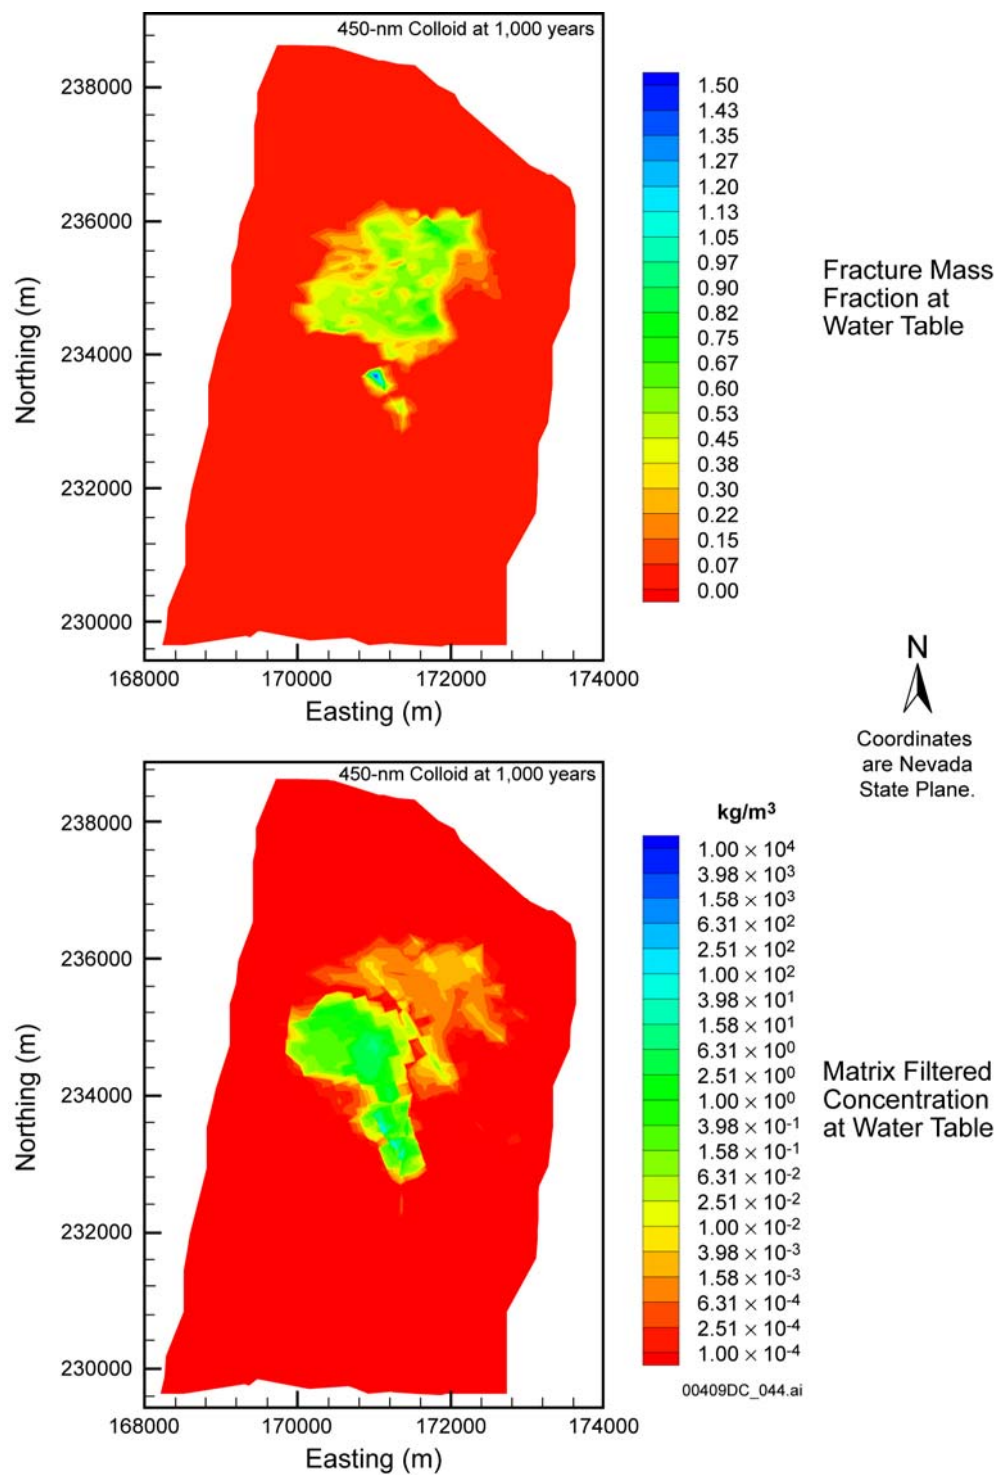 450-nm Colloid at 1,000 years
238000
236000
234000
232000
230000
Northing (m)
168000 170000 172000 174000
Easting (m)
1.50
1.43
1.35
1.27
1.20
1.13
1.05
0.97
0.90
0.82
0.75
0.67
0.60
0.53
0.45
0.38
0.30
0.22
0.15
0.07
0.00
Fracture Mass
Fraction at
Water Table
N
Coordinates
are Nevada
State Plane.
450-nm Colloid at 1,000 years
238000
236000
234000
232000
230000
Northing (m)
168000 170000 172000 174000
Easting (m)
kg/m³
1.00 × 10⁴
3.98 × 10³
1.58 × 10³
6.31 × 10²
2.51 × 10²
1.00 × 10²
3.98 × 10¹
1.58 × 10¹
6.31 × 10⁰
2.51 × 10⁰
1.00 × 10⁰
3.98 × 10⁻¹
1.58 × 10⁻¹
6.31 × 10⁻²
2.51 × 10⁻²
1.00 × 10⁻²
3.98 × 10⁻³
1.58 × 10⁻³
6.31 × 10⁻⁴
2.51 × 10⁻⁴
1.00 × 10⁻⁴
00409DC_044.ai
Matrix Filtered
Concentration
at Water Table